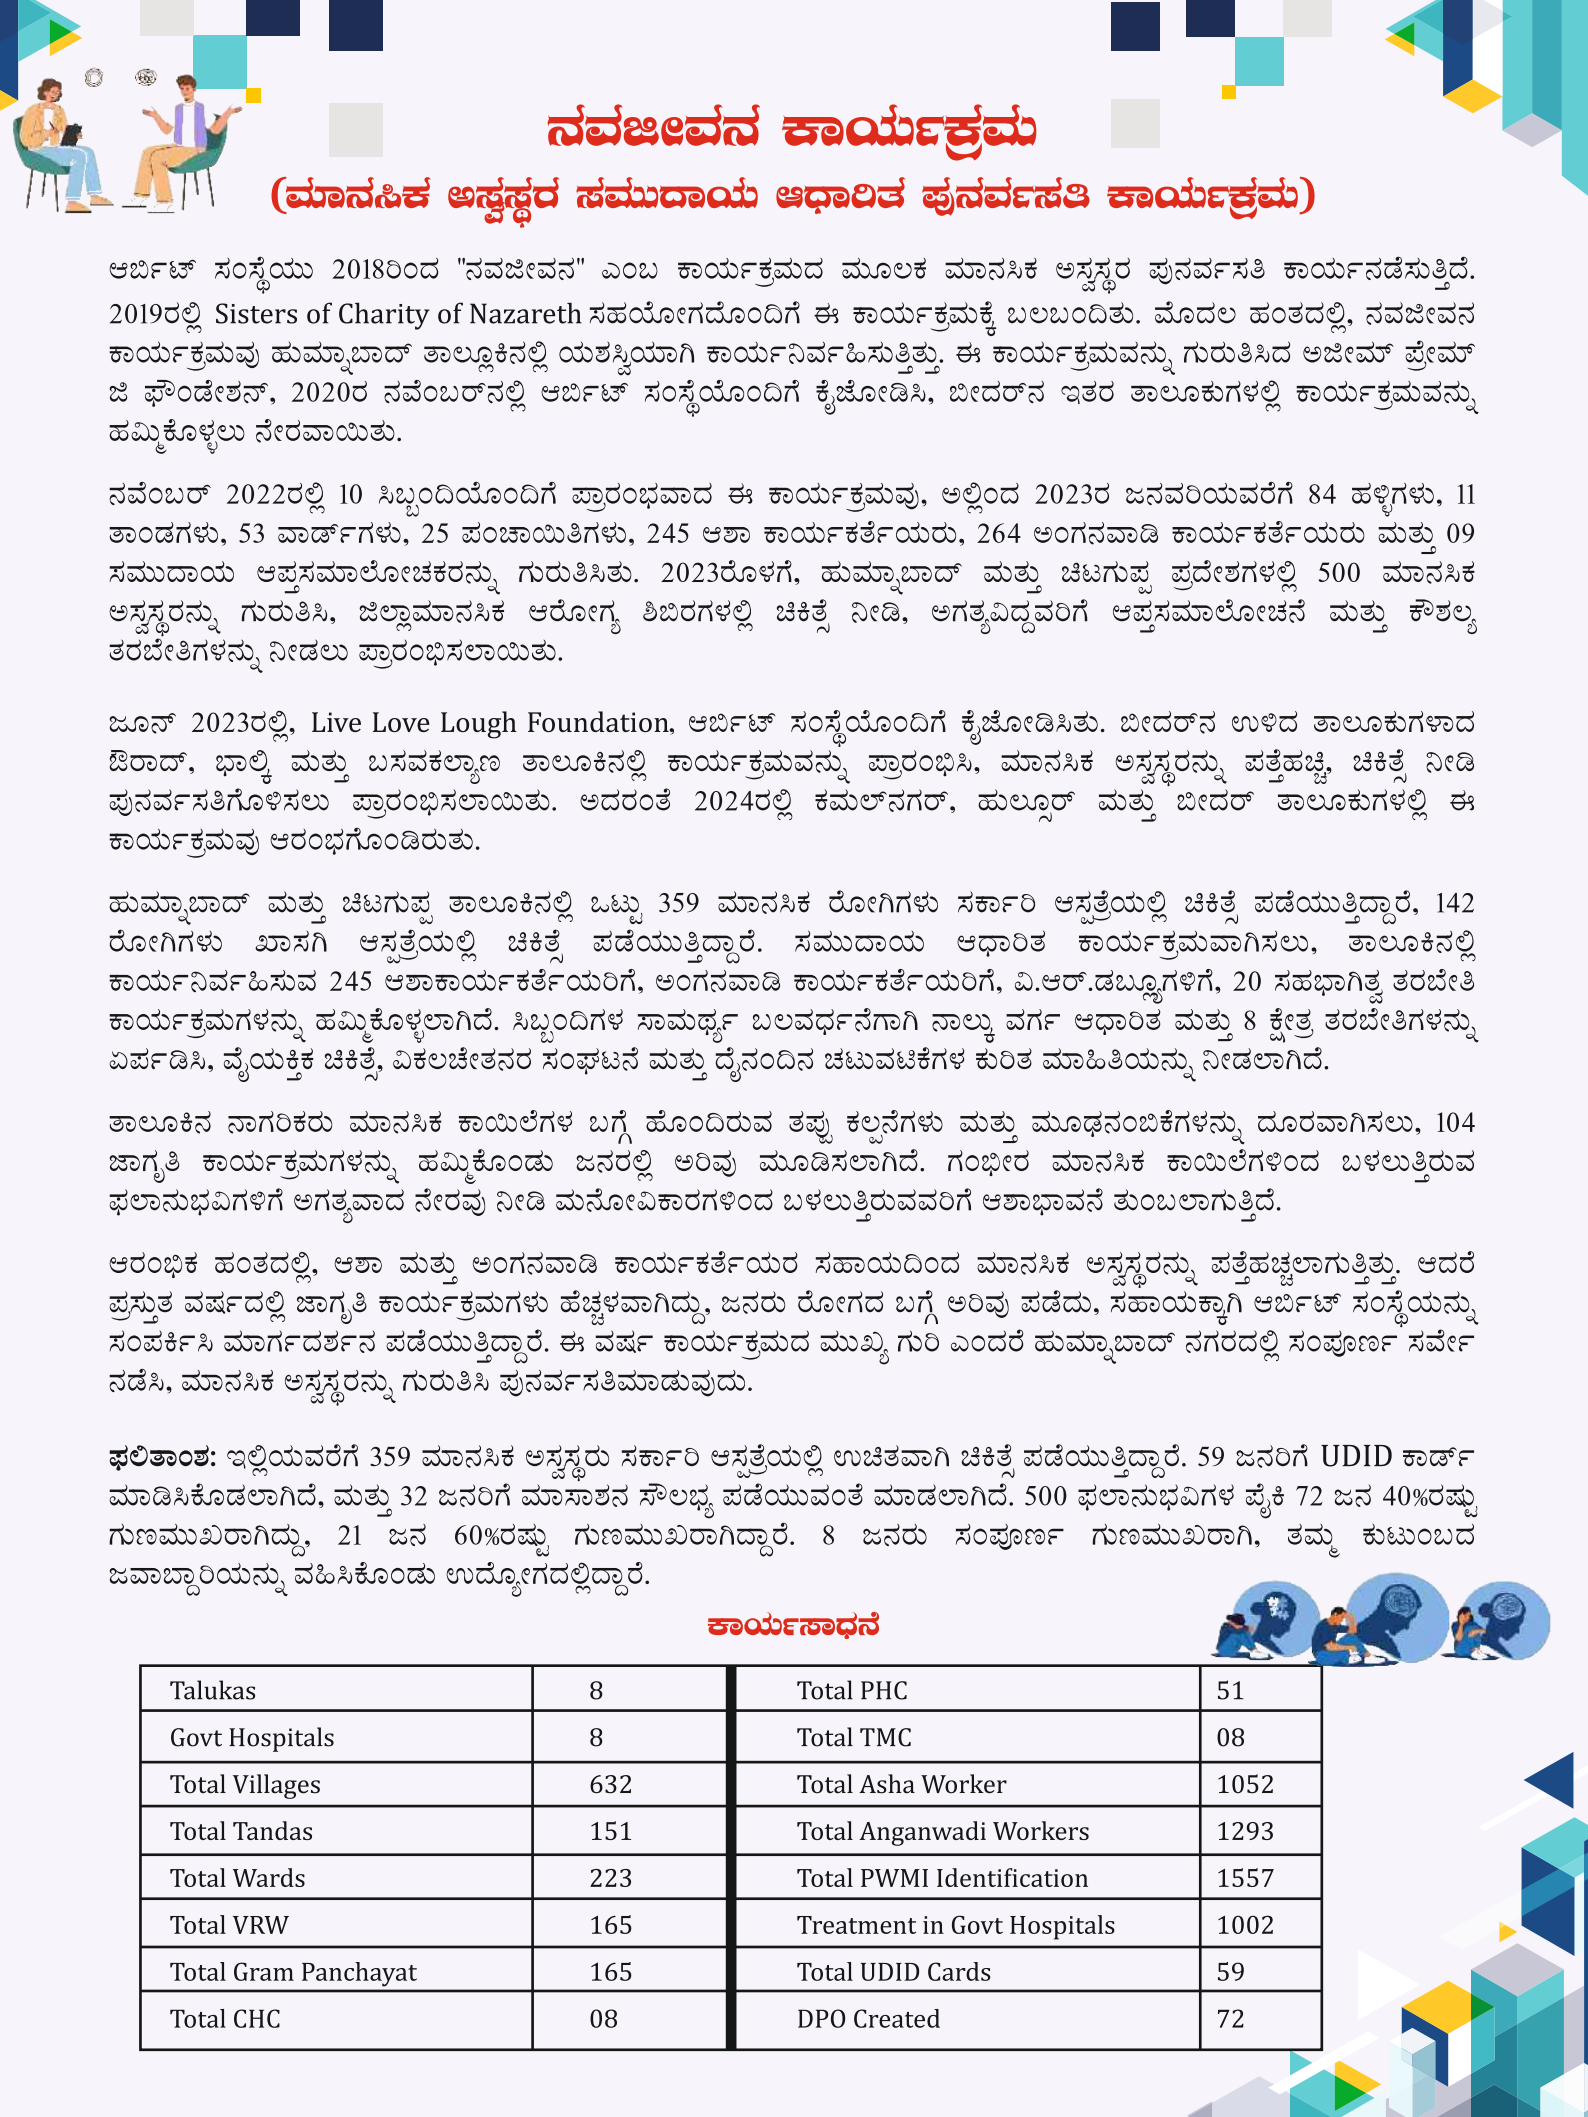 ನವಜೀವನ ಕಾರ್ಯಕ್ರಮ
(ಮಾನಸಿಕ ಅಸ್ವಸ್ಥರ ಸಮುದಾಯ ಆಧಾರಿತ ಪುನರ್ವಸತಿ ಕಾರ್ಯಕ್ರಮ)
ಆರ್ಬಿಟ್ ಸಂಸ್ಥೆಯು 2018ರಿಂದ "ನವಜೀವನ" ಎಂಬ ಕಾರ್ಯಕ್ರಮದ ಮೂಲಕ ಮಾನಸಿಕ ಅಸ್ವಸ್ಥರ ಪುನರ್ವಸತಿ ಕಾರ್ಯನಡೆಸುತ್ತಿದೆ.
2019ರಲ್ಲಿ Sisters of Charity of Nazareth ಸಹಯೋಗದೊಂದಿಗೆ ಈ ಕಾರ್ಯಕ್ರಮಕ್ಕೆ ಬಲಬಂದಿತು. ಮೊದಲ ಹಂತದಲ್ಲಿ, ನವಜೀವನ
ಕಾರ್ಯಕ್ರಮವು ಹುಮ್ನಾಬಾದ್ ತಾಲ್ಲೂಕಿನಲ್ಲಿ ಯಶಸ್ವಿಯಾಗಿ ಕಾರ್ಯನಿರ್ವಹಿಸುತ್ತಿತ್ತು. ಈ ಕಾರ್ಯಕ್ರಮವನ್ನು ಗುರುತಿಸಿದ ಅಜೀಮ್ ಪ್ರೇಮ್
ಜಿ ಫೌಂಡೇಶನ್, 2020ರ ನವೆಂಬರ್‌ನಲ್ಲಿ ಆರ್ಬಿಟ್ ಸಂಸ್ಥೆಯೊಂದಿಗೆ ಕೈಜೋಡಿಸಿ, ಬೀದರ್‌ನ ಇತರ ತಾಲೂಕುಗಳಲ್ಲಿ ಕಾರ್ಯಕ್ರಮವನ್ನು
ಹಮ್ಮಿಕೊಳ್ಳಲು ನೇರವಾಯಿತು.
ನವೆಂಬರ್ 2022ರಲ್ಲಿ 10 ಸಿಬ್ಬಂದಿಯೊಂದಿಗೆ ಪ್ರಾರಂಭವಾದ ಈ ಕಾರ್ಯಕ್ರಮವು, ಅಲ್ಲಿಂದ 2023ರ ಜನವರಿಯವರೆಗೆ 84 ಹಳ್ಳಿಗಳು, 11
ತಾಂಡಗಳು, 53 ವಾರ್ಡ್‌ಗಳು, 25 ಪಂಚಾಯಿತಿಗಳು, 245 ಆಶಾ ಕಾರ್ಯಕರ್ತೆಯರು, 264 ಅಂಗನವಾಡಿ ಕಾರ್ಯಕರ್ತೆಯರು ಮತ್ತು 09
ಸಮುದಾಯ ಆಪ್ತಸಮಾಲೋಚಕರನ್ನು ಗುರುತಿಸಿತು. 2023ರೊಳಗೆ, ಹುಮ್ನಾಬಾದ್ ಮತ್ತು ಚಿಟಗುಪ್ಪ ಪ್ರದೇಶಗಳಲ್ಲಿ 500 ಮಾನಸಿಕ
ಅಸ್ವಸ್ಥರನ್ನು ಗುರುತಿಸಿ, ಜಿಲ್ಲಾಮಾನಸಿಕ ಆರೋಗ್ಯ ಶಿಬಿರಗಳಲ್ಲಿ ಚಿಕಿತ್ಸೆ ನೀಡಿ, ಅಗತ್ಯವಿದ್ದವರಿಗೆ ಆಪ್ತಸಮಾಲೋಚನೆ ಮತ್ತು ಕೌಶಲ್ಯ
ತರಬೇತಿಗಳನ್ನು ನೀಡಲು ಪ್ರಾರಂಭಿಸಲಾಯಿತು.
ಜೂನ್ 2023ರಲ್ಲಿ, Live Love Lough Foundation, ಆರ್ಬಿಟ್ ಸಂಸ್ಥೆಯೊಂದಿಗೆ ಕೈಜೋಡಿಸಿತು. ಬೀದರ್‌ನ ಉಳಿದ ತಾಲೂಕುಗಳಾದ
ಔರಾದ್, ಭಾಲ್ಕಿ ಮತ್ತು ಬಸವಕಲ್ಯಾಣ ತಾಲೂಕಿನಲ್ಲಿ ಕಾರ್ಯಕ್ರಮವನ್ನು ಪ್ರಾರಂಭಿಸಿ, ಮಾನಸಿಕ ಅಸ್ವಸ್ಥರನ್ನು ಪತ್ತೆಹಚ್ಚಿ, ಚಿಕಿತ್ಸೆ ನೀಡಿ
ಪುನರ್ವಸತಿಗೊಳಿಸಲು ಪ್ರಾರಂಭಿಸಲಾಯಿತು. ಅದರಂತೆ 2024ರಲ್ಲಿ ಕಮಲ್‌ನಗರ್, ಹುಲ್ಸೂರ್ ಮತ್ತು ಬೀದರ್ ತಾಲೂಕುಗಳಲ್ಲಿ ಈ
ಕಾರ್ಯಕ್ರಮವು ಆರಂಭಗೊಂಡಿರುತು.
ಹುಮ್ನಾಬಾದ್ ಮತ್ತು ಚಿಟಗುಪ್ಪ ತಾಲೂಕಿನಲ್ಲಿ ಒಟ್ಟು 359 ಮಾನಸಿಕ ರೋಗಿಗಳು ಸರ್ಕಾರಿ ಆಸ್ಪತ್ರೆಯಲ್ಲಿ ಚಿಕಿತ್ಸೆ ಪಡೆಯುತ್ತಿದ್ದಾರೆ, 142
ರೋಗಿಗಳು ಖಾಸಗಿ ಆಸ್ಪತ್ರೆಯಲ್ಲಿ ಚಿಕಿತ್ಸೆ ಪಡೆಯುತ್ತಿದ್ದಾರೆ. ಸಮುದಾಯ ಆಧಾರಿತ ಕಾರ್ಯಕ್ರಮವಾಗಿಸಲು, ತಾಲೂಕಿನಲ್ಲಿ
ಕಾರ್ಯನಿರ್ವಹಿಸುವ 245 ಆಶಾಕಾರ್ಯಕರ್ತೆಯರಿಗೆ, ಅಂಗನವಾಡಿ ಕಾರ್ಯಕರ್ತೆಯರಿಗೆ, ವಿ.ಆರ್.ಡಬ್ಲ್ಯೂಗಳಿಗೆ, 20 ಸಹಭಾಗಿತ್ವ ತರಬೇತಿ
ಕಾರ್ಯಕ್ರಮಗಳನ್ನು ಹಮ್ಮಿಕೊಳ್ಳಲಾಗಿದೆ. ಸಿಬ್ಬಂದಿಗಳ ಸಾಮರ್ಥ್ಯ ಬಲವರ್ಧನೆಗಾಗಿ ನಾಲ್ಕು ವರ್ಗ ಆಧಾರಿತ ಮತ್ತು 8 ಕ್ಷೇತ್ರ ತರಬೇತಿಗಳನ್ನು
ಏರ್ಪಡಿಸಿ, ವೈಯಕ್ತಿಕ ಚಿಕಿತ್ಸೆ, ವಿಕಲಚೇತನರ ಸಂಘಟನೆ ಮತ್ತು ದೈನಂದಿನ ಚಟುವಟಿಕೆಗಳ ಕುರಿತ ಮಾಹಿತಿಯನ್ನು ನೀಡಲಾಗಿದೆ.
ತಾಲೂಕಿನ ನಾಗರಿಕರು ಮಾನಸಿಕ ಕಾಯಿಲೆಗಳ ಬಗ್ಗೆ ಹೊಂದಿರುವ ತಪ್ಪು ಕಲ್ಪನೆಗಳು ಮತ್ತು ಮೂಢನಂಬಿಕೆಗಳನ್ನು ದೂರವಾಗಿಸಲು, 104
ಜಾಗೃತಿ ಕಾರ್ಯಕ್ರಮಗಳನ್ನು ಹಮ್ಮಿಕೊಂಡು ಜನರಲ್ಲಿ ಅರಿವು ಮೂಡಿಸಲಾಗಿದೆ. ಗಂಭೀರ ಮಾನಸಿಕ ಕಾಯಿಲೆಗಳಿಂದ ಬಳಲುತ್ತಿರುವ
ಫಲಾನುಭವಿಗಳಿಗೆ ಅಗತ್ಯವಾದ ನೇರವು ನೀಡಿ ಮನೋವಿಕಾರಗಳಿಂದ ಬಳಲುತ್ತಿರುವವರಿಗೆ ಆಶಾಭಾವನೆ ತುಂಬಲಾಗುತ್ತಿದೆ.
ಆರಂಭಿಕ ಹಂತದಲ್ಲಿ, ಆಶಾ ಮತ್ತು ಅಂಗನವಾಡಿ ಕಾರ್ಯಕರ್ತೆಯರ ಸಹಾಯದಿಂದ ಮಾನಸಿಕ ಅಸ್ವಸ್ಥರನ್ನು ಪತ್ತೆಹಚ್ಚಲಾಗುತ್ತಿತ್ತು. ಆದರೆ
ಪ್ರಸ್ತುತ ವರ್ಷದಲ್ಲಿ ಜಾಗೃತಿ ಕಾರ್ಯಕ್ರಮಗಳು ಹೆಚ್ಚಳವಾಗಿದ್ದು, ಜನರು ರೋಗದ ಬಗ್ಗೆ ಅರಿವು ಪಡೆದು, ಸಹಾಯಕ್ಕಾಗಿ ಆರ್ಬಿಟ್ ಸಂಸ್ಥೆಯನ್ನು
ಸಂಪರ್ಕಿಸಿ ಮಾರ್ಗದರ್ಶನ ಪಡೆಯುತ್ತಿದ್ದಾರೆ. ಈ ವರ್ಷ ಕಾರ್ಯಕ್ರಮದ ಮುಖ್ಯ ಗುರಿ ಎಂದರೆ ಹುಮ್ನಾಬಾದ್ ನಗರದಲ್ಲಿ ಸಂಪೂರ್ಣ ಸರ್ವೇ
ನಡೆಸಿ, ಮಾನಸಿಕ ಅಸ್ವಸ್ಥರನ್ನು ಗುರುತಿಸಿ ಪುನರ್ವಸತಿಮಾಡುವುದು.
ಫಲಿತಾಂಶ: ಇಲ್ಲಿಯವರೆಗೆ 359 ಮಾನಸಿಕ ಅಸ್ವಸ್ಥರು ಸರ್ಕಾರಿ ಆಸ್ಪತ್ರೆಯಲ್ಲಿ ಉಚಿತವಾಗಿ ಚಿಕಿತ್ಸೆ ಪಡೆಯುತ್ತಿದ್ದಾರೆ. 59 ಜನರಿಗೆ UDID ಕಾರ್ಡ್
ಮಾಡಿಸಿಕೊಡಲಾಗಿದೆ, ಮತ್ತು 32 ಜನರಿಗೆ ಮಾಸಾಶನ ಸೌಲಭ್ಯ ಪಡೆಯುವಂತೆ ಮಾಡಲಾಗಿದೆ. 500 ಫಲಾನುಭವಿಗಳ ಪೈಕಿ 72 ಜನ 40%ರಷ್ಟು
ಗುಣಮುಖರಾಗಿದ್ದು, 21 ಜನ 60%ರಷ್ಟು ಗುಣಮುಖರಾಗಿದ್ದಾರೆ. 8 ಜನರು ಸಂಪೂರ್ಣ ಗುಣಮುಖರಾಗಿ, ತಮ್ಮ ಕುಟುಂಬದ
ಜವಾಬ್ದಾರಿಯನ್ನು ವಹಿಸಿಕೊಂಡು ಉದ್ಯೋಗದಲ್ಲಿದ್ದಾರೆ.
ಕಾರ್ಯಸಾಧನೆ
Talukas 8 Total PHC 51
Govt Hospitals 8 Total TMC 08
Total Villages 632 Total Asha Worker 1052
Total Tandas 151 Total Anganwadi Workers 1293
Total Wards 223 Total PWMI Identification 1557
Total VRW 165 Treatment in Govt Hospitals 1002
Total Gram Panchayat 165 Total UDID Cards 59
Total CHC 08 DPO Created 72